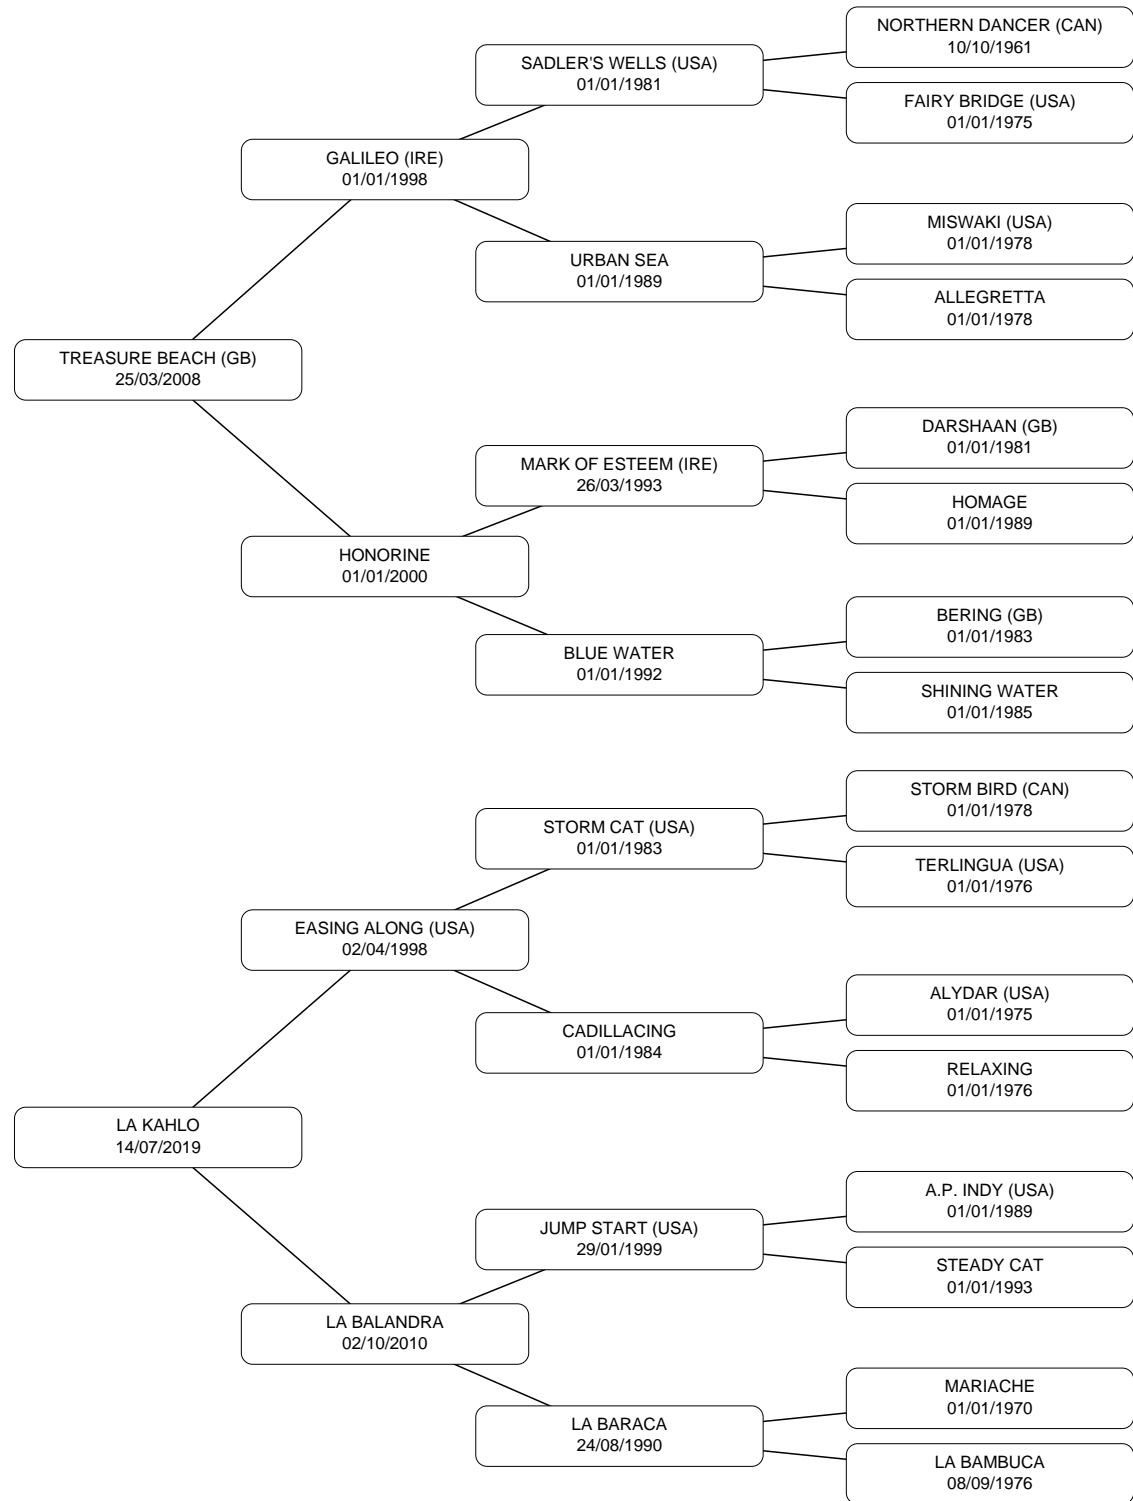 NORTHERN DANCER (CAN)
10/10/1961
SADLER'S WELLS (USA)
01/01/1981
FAIRY BRIDGE (USA)
01/01/1975
GALILEO (IRE)
01/01/1998
MISWAKI (USA)
01/01/1978
URBAN SEA
01/01/1989
ALLEGRETTA
01/01/1978
TREASURE BEACH (GB)
25/03/2008
DARSHAAN (GB)
01/01/1981
MARK OF ESTEEM (IRE)
26/03/1993
HOMAGE
01/01/1989
HONORINE
01/01/2000
BERING (GB)
01/01/1983
BLUE WATER
01/01/1992
SHINING WATER
01/01/1985
STORM BIRD (CAN)
01/01/1978
STORM CAT (USA)
01/01/1983
TERLINGUA (USA)
01/01/1976
EASING ALONG (USA)
02/04/1998
ALYDAR (USA)
01/01/1975
CADILLACING
01/01/1984
RELAXING
01/01/1976
LA KAHLO
14/07/2019
A.P. INDY (USA)
01/01/1989
JUMP START (USA)
29/01/1999
STEADY CAT
01/01/1993
LA BALANDRA
02/10/2010
MARIACHE
01/01/1970
LA BARACA
24/08/1990
LA BAMBUCA
08/09/1976